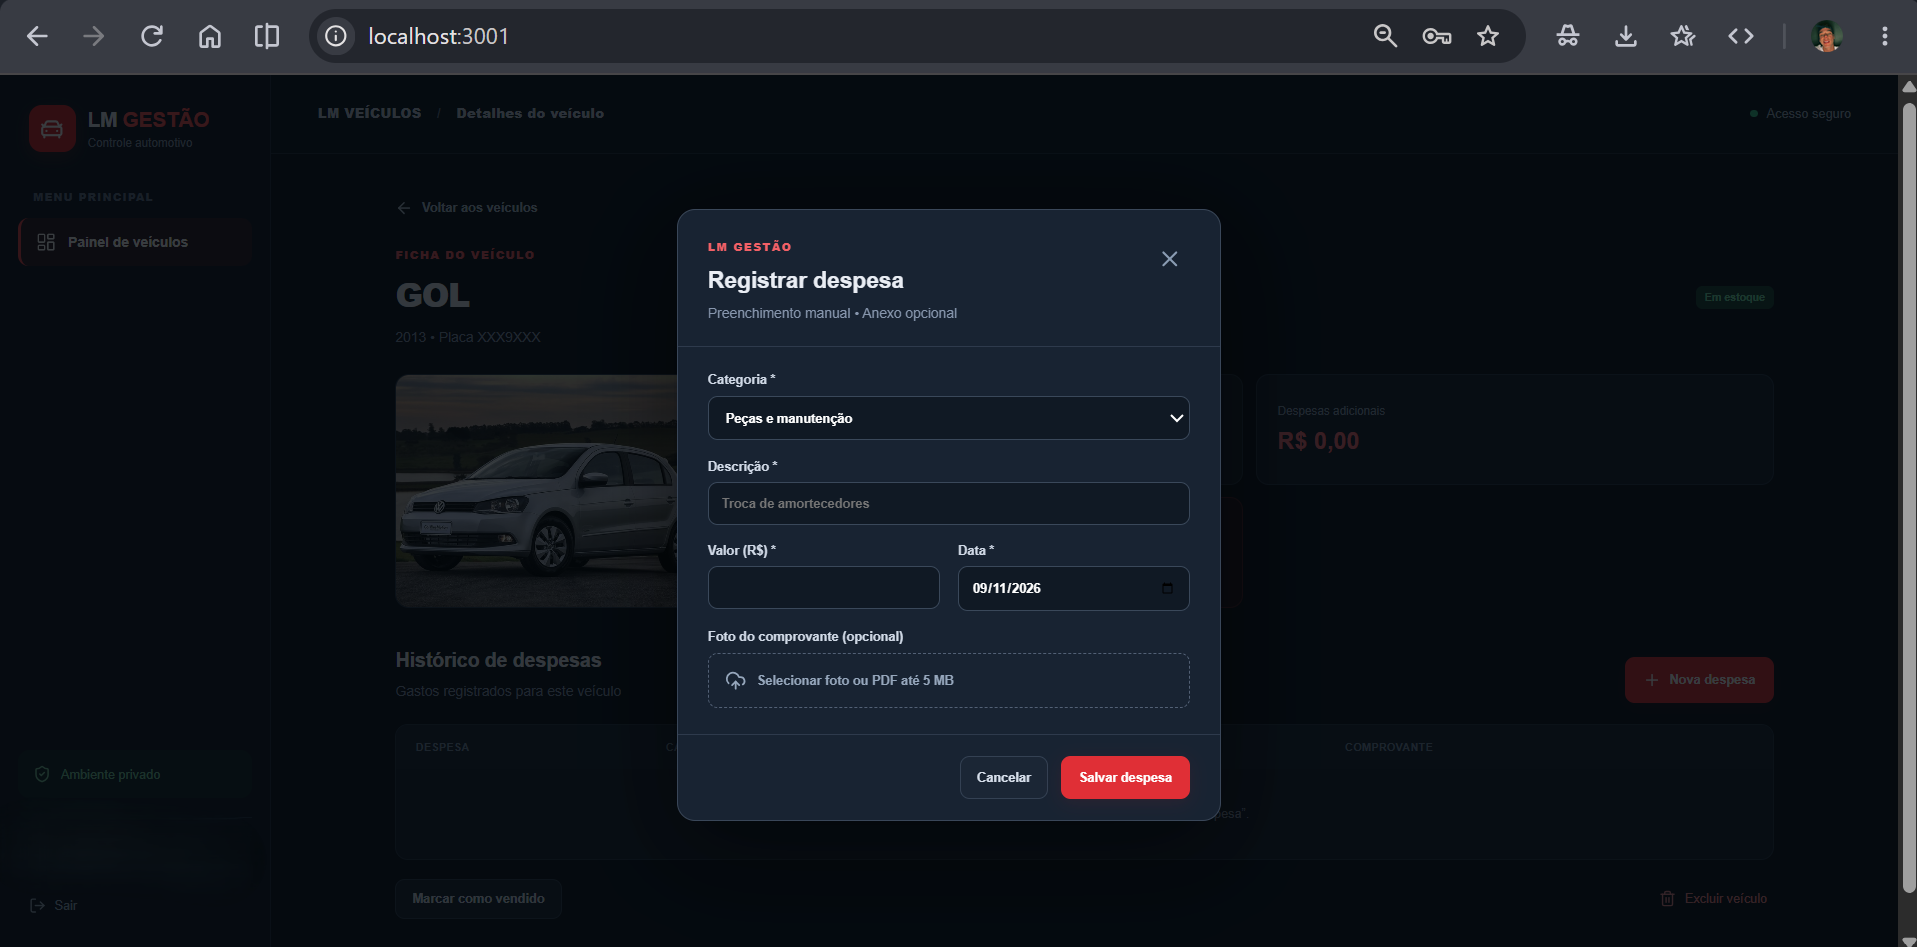 localhost:3001
LM GESTÃO
Controle automotivo
MENU PRINCIPAL
Painel de veículos
Ambiente privado
Sair
LM VEÍCULOS / Detalhes do veículo
Acesso seguro
Voltar aos veículos
FICHA DO VEÍCULO
GOL
2013 • Placa XXX9XXX
Em estoque
Despesas adicionais
R$ 0,00
Histórico de despesas
Gastos registrados para este veículo
Nova despesa
DESPESA
COMPROVANTE
Marcar como vendido
Excluir veículo
LM GESTÃO
Registrar despesa
Preenchimento manual • Anexo opcional
Categoria *
Peças e manutenção
Descrição *
Troca de amortecedores
Valor (R$) *
Data *
09/11/2026
Foto do comprovante (opcional)
Selecionar foto ou PDF até 5 MB
Cancelar
Salvar despesa